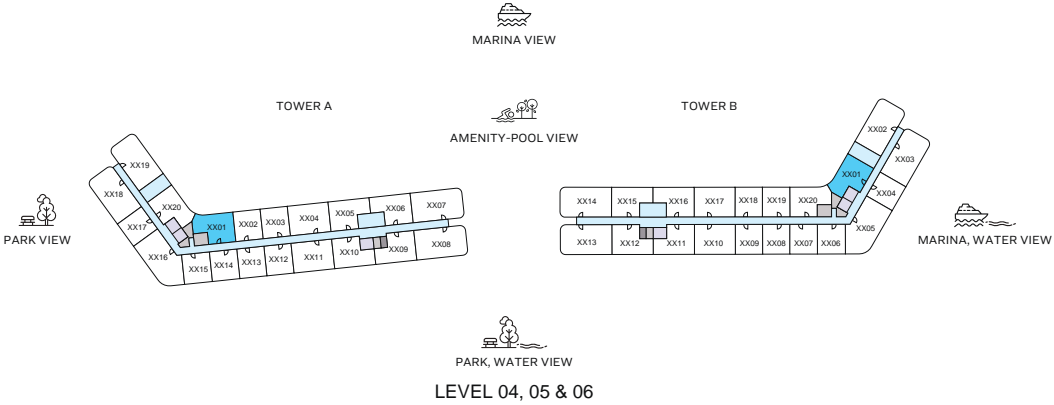 MARINA VIEW
TOWER A
TOWER B
AMENITY-POOL VIEW
XX19
XX18
XX20
XX17
XX16
XX01
XX02
XX03
XX04
XX05
XX06
XX07
XX15
XX14
XX13
XX12
XX11
XX10
XX09
XX08
XX02
XX03
XX01
XX04
XX05
XX14
XX15
XX16
XX17
XX18
XX19
XX20
XX13
XX12
XX11
XX10
XX09
XX08
XX07
XX06
PARK VIEW
MARINA, WATER VIEW
PARK, WATER VIEW
LEVEL 04, 05 & 06